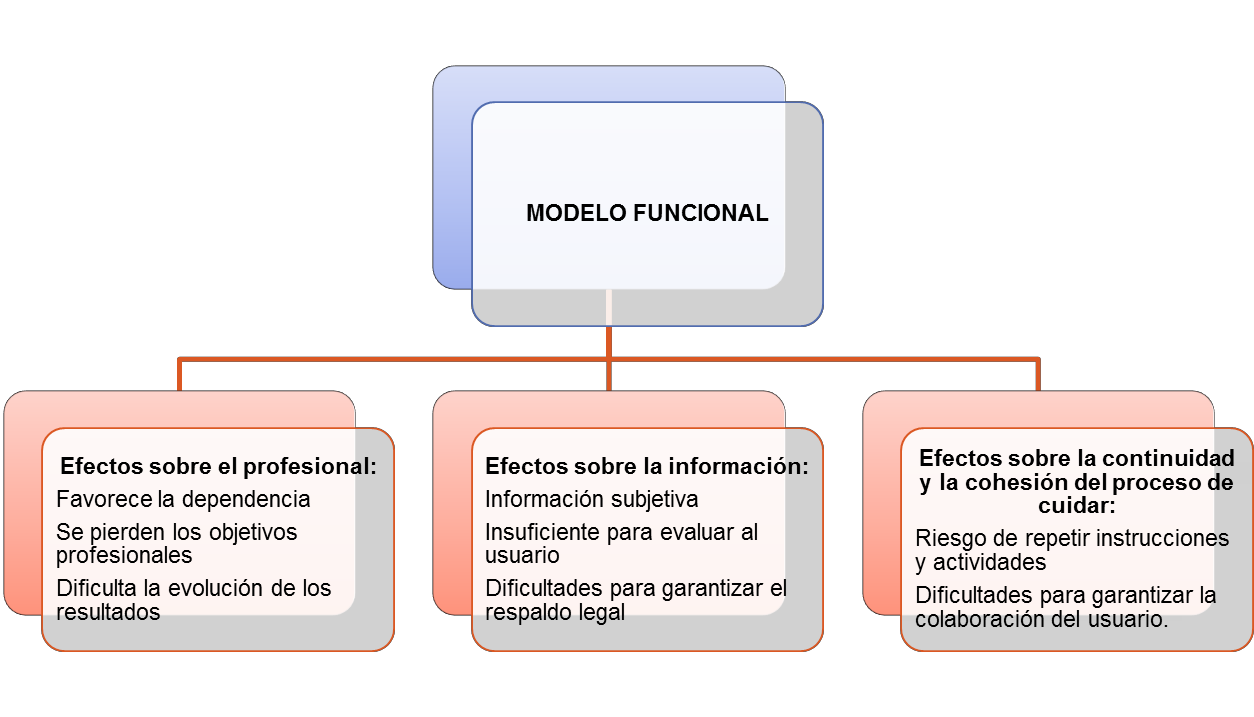 MODELO FUNCIONAL
Efectos sobre el profesional:
Favorece la dependencia
Se pierden los objetivos
profesionales
Dificulta la evolución de los
resultados
Efectos sobre la información:
Información subjetiva
Insuficiente para evaluar al
usuario
Dificultades para garantizar el
respaldo legal
Efectos sobre la continuidad
y la cohesión del proceso de
cuidar:
Riesgo de repetir instrucciones
y actividades
Dificultades para garantizar la
colaboración del usuario.